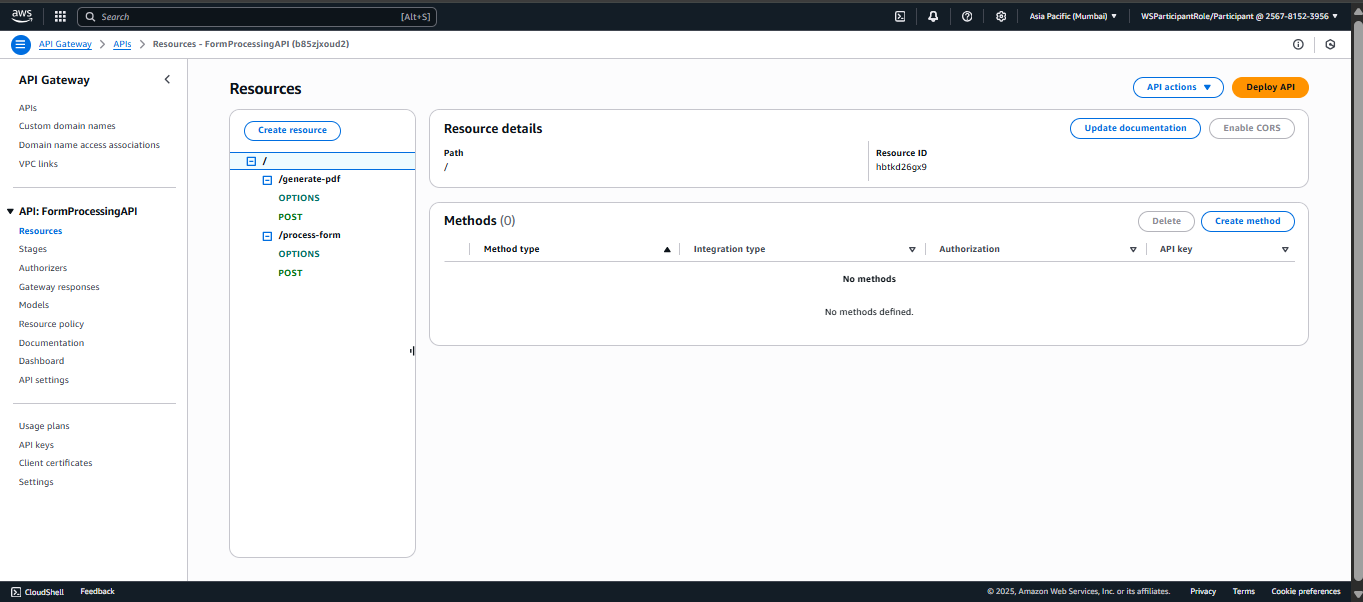 aws Search [Alt+S] Asia Pacific (Mumbai) WSParticipantRole/Participant @ 2567-8152-3956
API Gateway APIs Resources - FormProcessingAPI (b85zjxoud2)
API Gateway
APIs
Custom domain names
Domain name access associations
VPC links
API: FormProcessingAPI
Resources
Stages
Authorizers
Gateway responses
Models
Resource policy
Documentation
Dashboard
API settings
Usage plans
API keys
Client certificates
Settings
Resources
API actions Deploy API
Create resource
/
/generate-pdf
OPTIONS
POST
/process-form
OPTIONS
POST
Resource details
Update documentation Enable CORS
Path
/
Resource ID
hbtkd26gx9
Methods (0)
Delete Create method
Method type Integration type Authorization API key
No methods
No methods defined.
CloudShell Feedback © 2025, Amazon Web Services, Inc. or its affiliates. Privacy Terms Cookie preferences